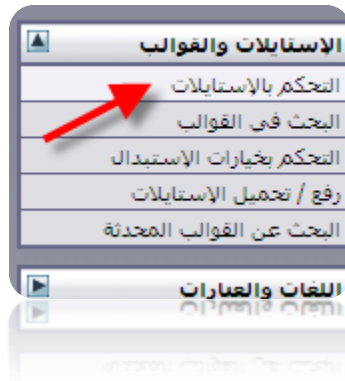 الإستايلات والقوالب
التحكم بالإستايلات
البحث في القوالب
التحكم بخيارات الإستبدال
رفع / تحميل الإستايلات
البحث عن القوالب المحدثة
اللغات والعبارات